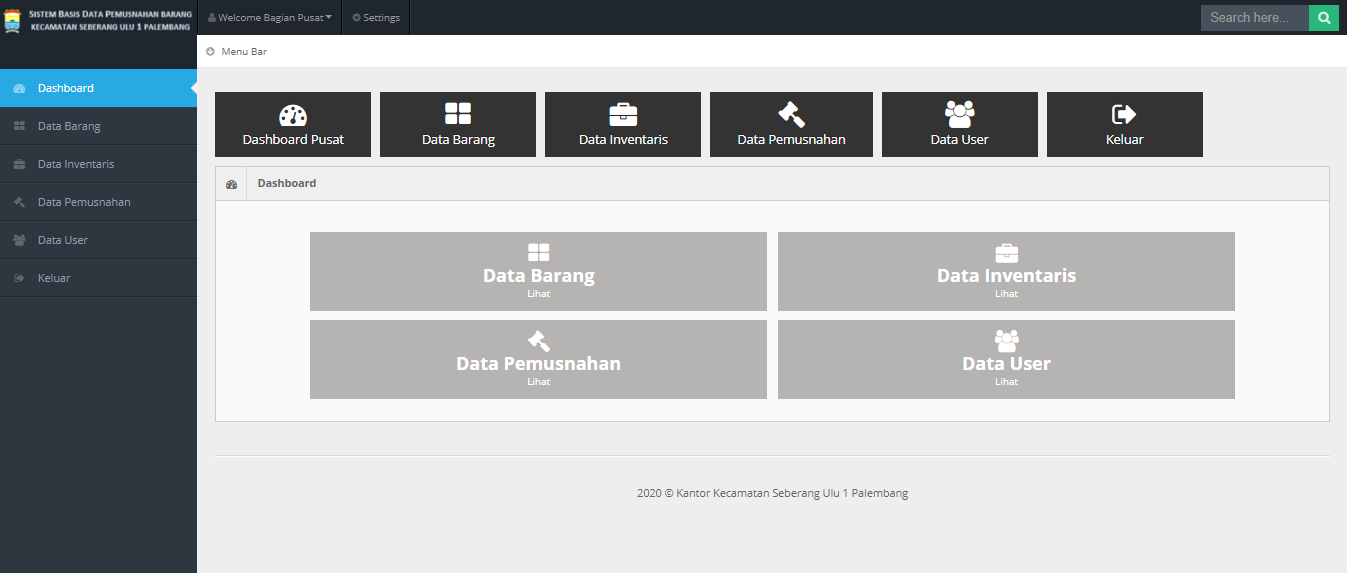 SISTEM BASIS DATA PEMUSNAHAN BARANG
KECAMATAN SEBERANG ULU 1 PALEMBANG
Welcome Bagian Pusat
Settings
Search here...
Menu Bar
Dashboard
Data Barang
Data Inventaris
Data Pemusnahan
Data User
Keluar
Dashboard Pusat
Data Barang
Data Inventaris
Data Pemusnahan
Data User
Keluar
Dashboard
Data Barang
Lihat
Data Inventaris
Lihat
Data Pemusnahan
Lihat
Data User
Lihat
2020 © Kantor Kecamatan Seberang Ulu 1 Palembang